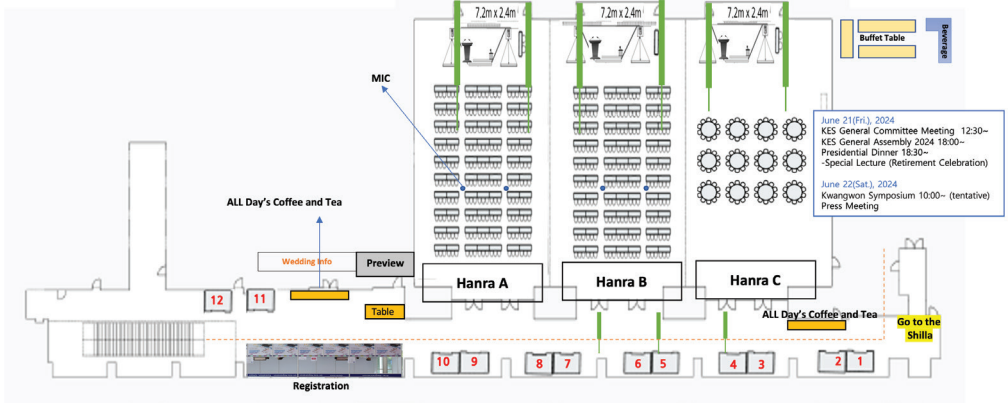 7.2m x 2.4m
7.2m x 2.4m
7.2m x 2.4m
Buffet Table
Beverage
MIC
June 21(Fri.), 2024
KES General Committee Meeting 12:30~
KES General Assembly 2024 18:00~
Presidential Dinner 18:30~
-Special Lecture (Retirement Celebration)
June 22(Sat.), 2024
Kwangwon Symposium 10:00~ (tentative)
Press Meeting
ALL Day's Coffee and Tea
Wedding Info
Preview
Hanra A
Hanra B
Hanra C
12
11
Table
ALL Day's Coffee and Tea
Go to the
Shilla
10
9
8
7
6
5
4
3
2
1
Registration